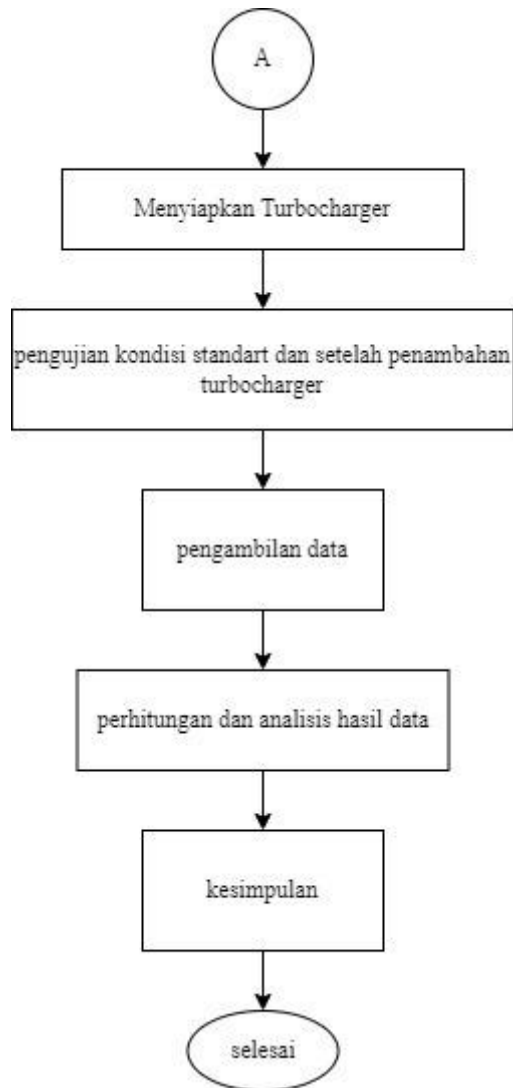 A
Menyiapkan Turbocharger
pengujian kondisi standart dan setelah penambahan
turbocharger
pengambilan data
perhitungan dan analisis hasil data
kesimpulan
selesai